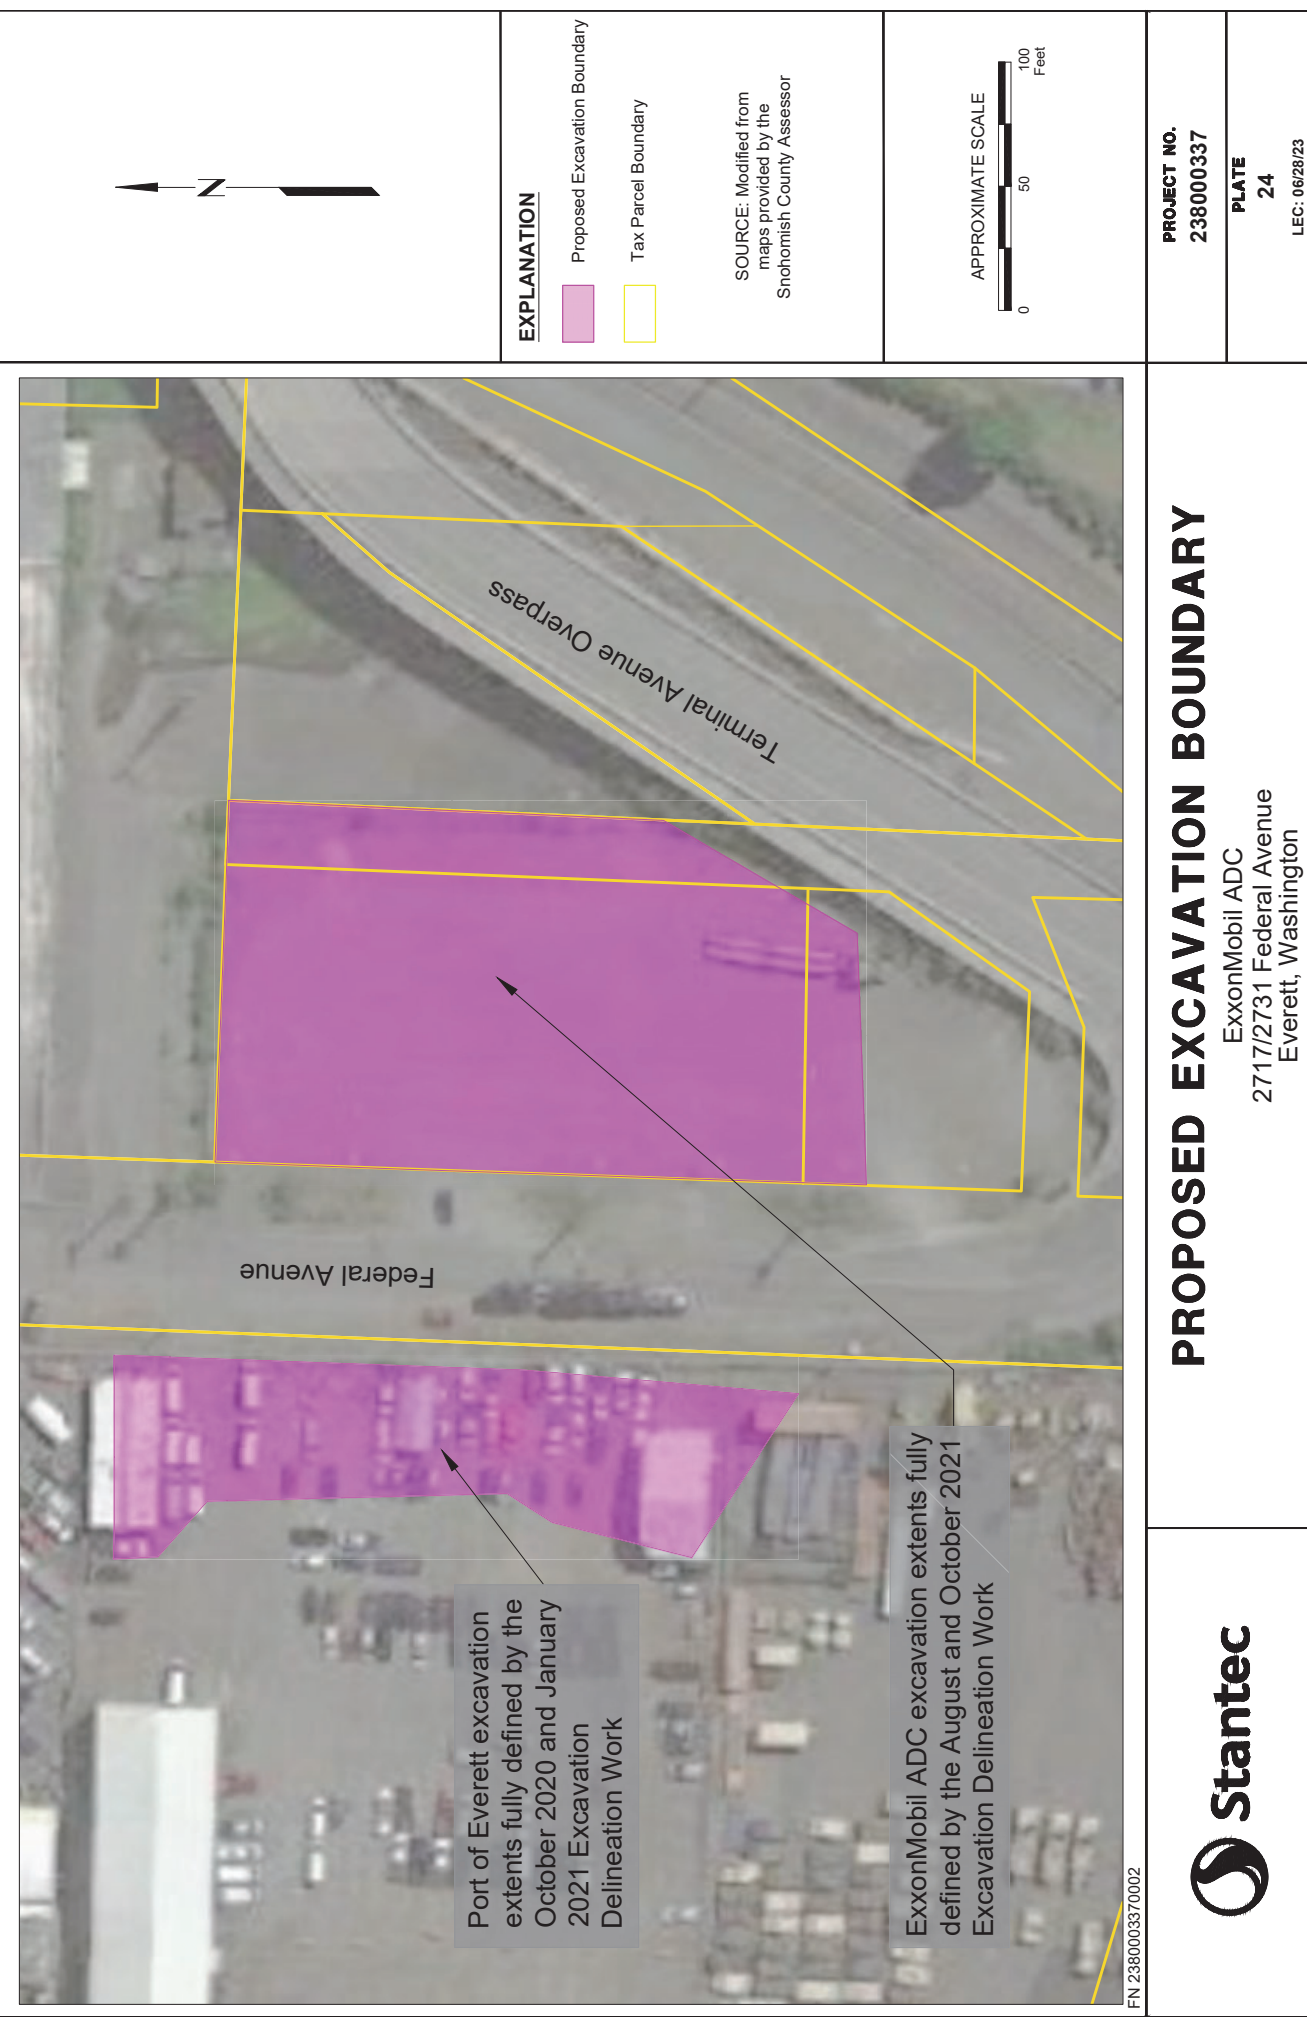 Port of Everett excavation
extents fully defined by the
October 2020 and January
2021 Excavation
Delineation Work
ExxonMobil ADC excavation extents fully
defined by the August and October 2021
Excavation Delineation Work
Federal Avenue
Terminal Avenue Overpass
N
EXPLANATION
Proposed Excavation Boundary
Tax Parcel Boundary
SOURCE: Modified from
maps provided by the
Snohomish County Assessor
APPROXIMATE SCALE
0 50 100
Feet
FN 2380003370002
Stantec
PROPOSED EXCAVATION BOUNDARY
ExxonMobil ADC
2717/2731 Federal Avenue
Everett, Washington
PROJECT NO.
238000337
PLATE
24
LEC: 06/28/23